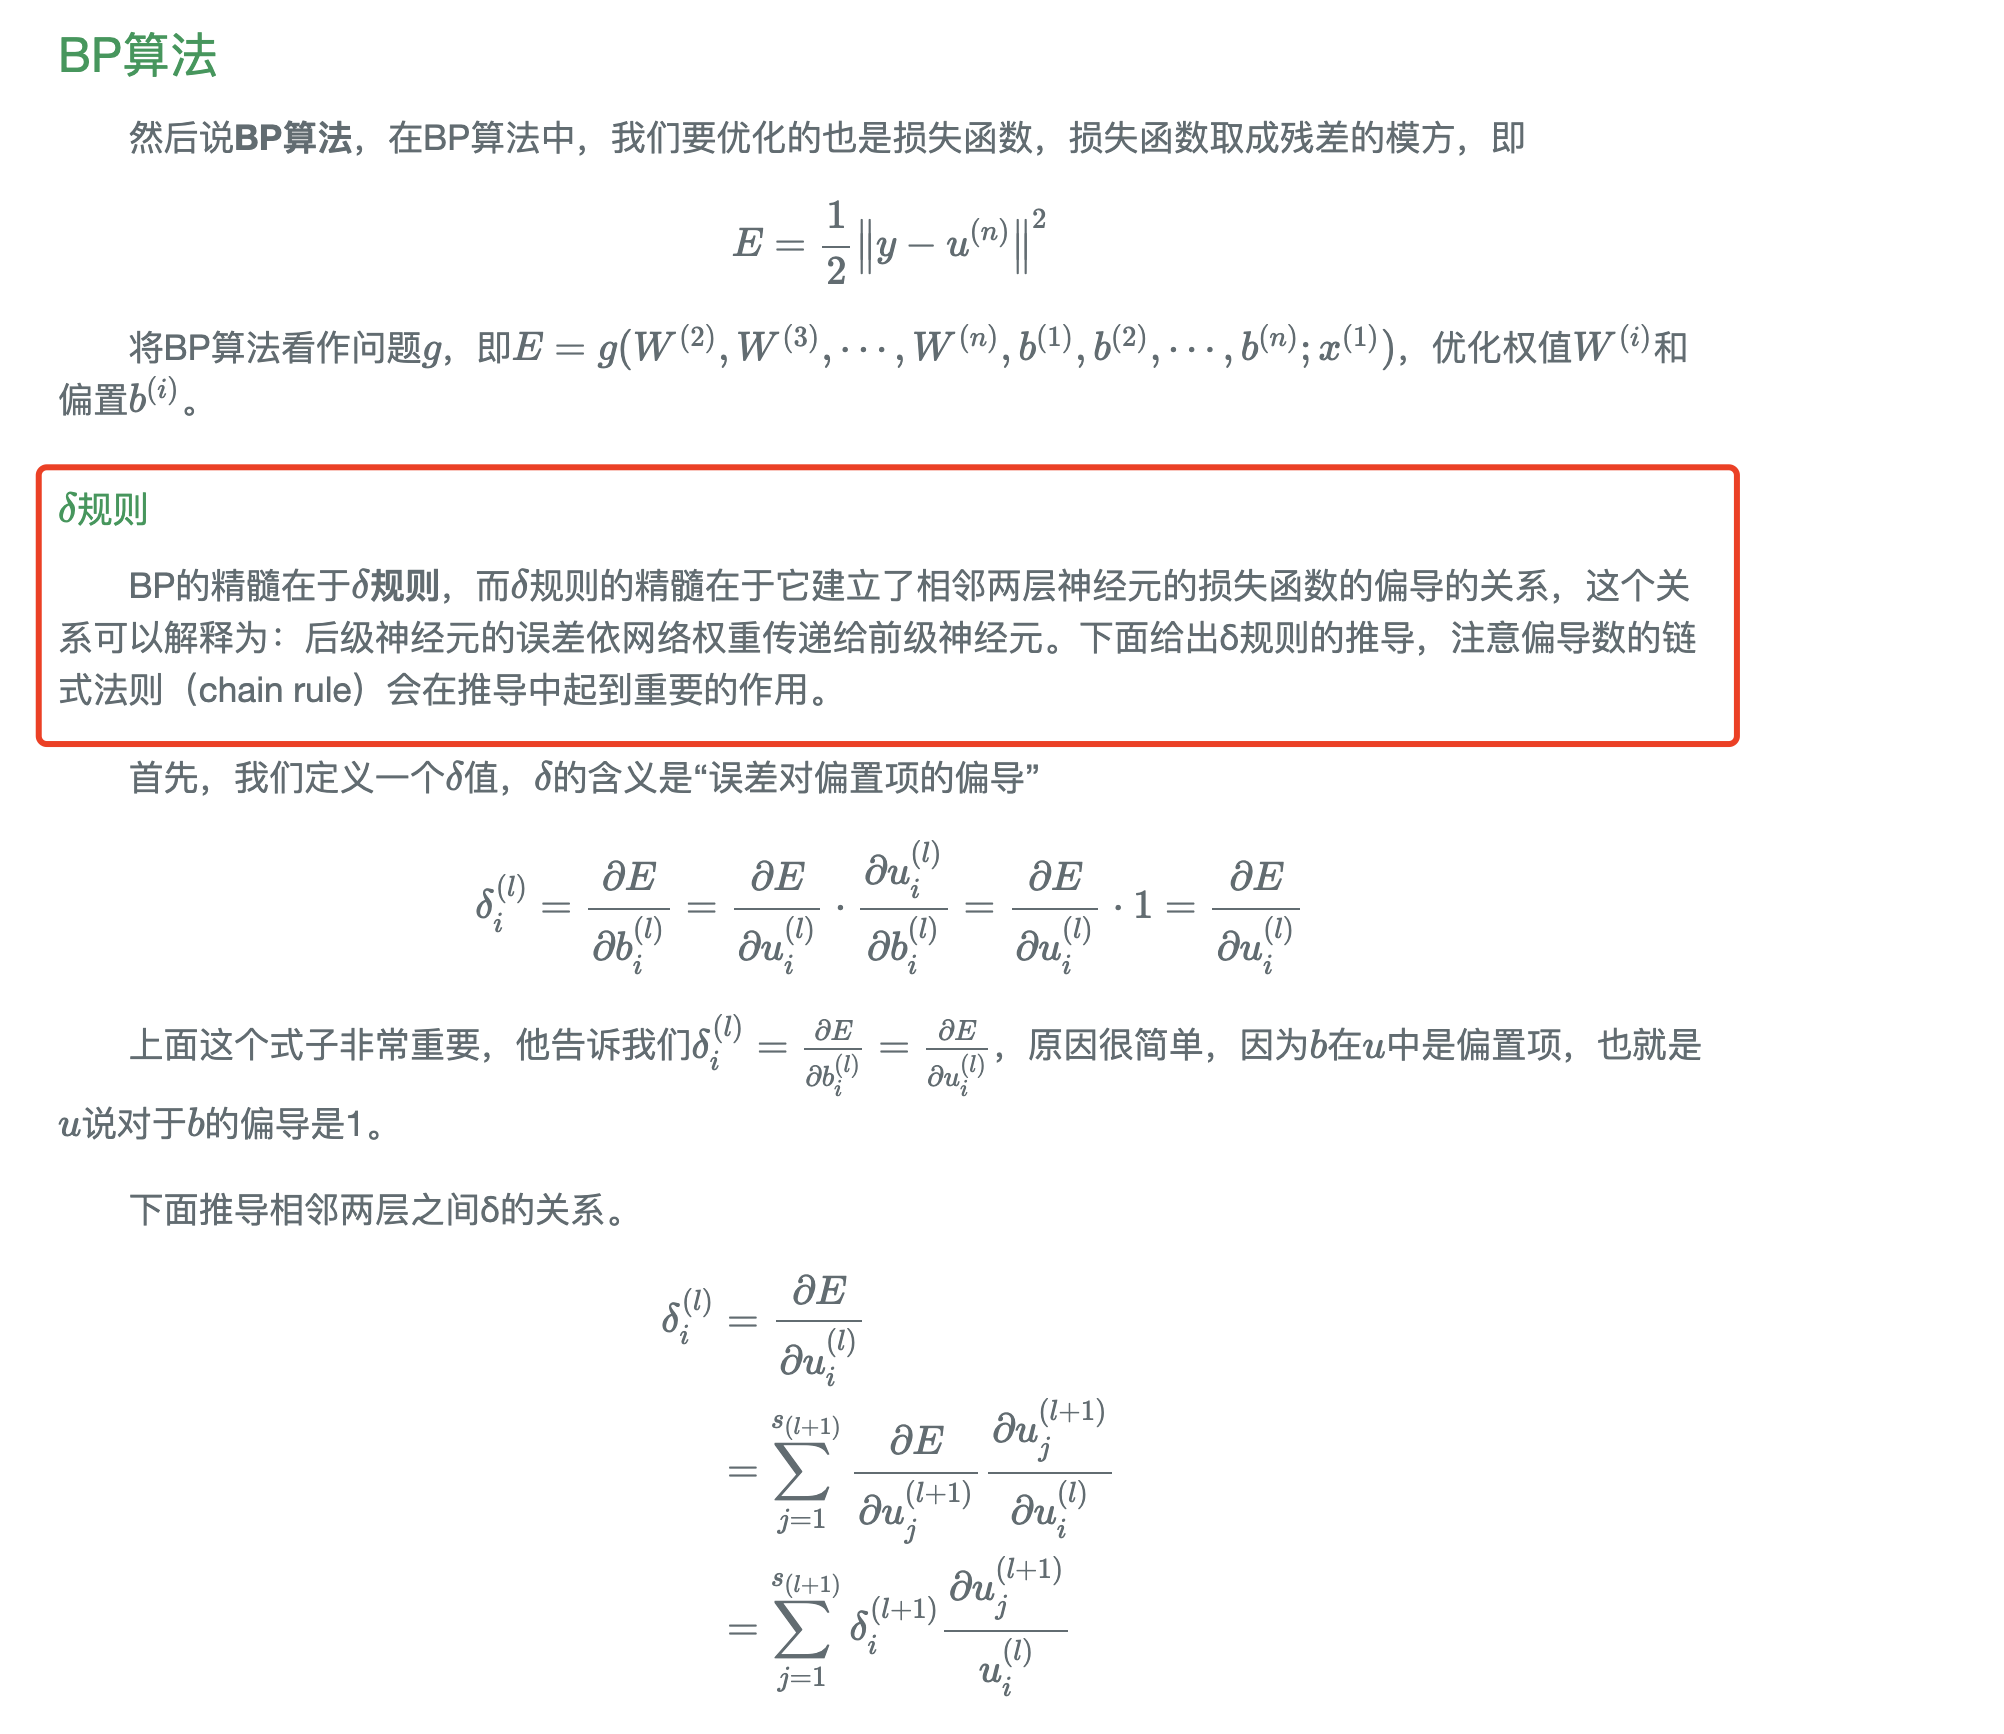 BP算法
然后说BP算法，在BP算法中，我们要优化的也是损失函数，损失函数取成残差的模方，即
$E = \frac{1}{2} \left\| y - u^{(n)} \right\|^2$
将BP算法看作问题$g$，即$E = g(W^{(2)}, W^{(3)}, \cdots, W^{(n)}, b^{(1)}, b^{(2)}, \cdots, b^{(n)}; x^{(1)})$，优化权值$W^{(i)}$和
偏置$b^{(i)}$。
δ规则
BP的精髓在于δ规则，而δ规则的精髓在于它建立了相邻两层神经元的损失函数的偏导的关系，这个关
系可以解释为：后级神经元的误差依网络权重传递给前级神经元。下面给出δ规则的推导，注意偏导数的链
式法则（chain rule）会在推导中起到重要的作用。
首先，我们定义一个δ值，δ的含义是“误差对偏置项的偏导”
$\delta_i^{(l)} = \frac{\partial E}{\partial b_i^{(l)}} = \frac{\partial E}{\partial u_i^{(l)}} \cdot \frac{\partial u_i^{(l)}}{\partial b_i^{(l)}} = \frac{\partial E}{\partial u_i^{(l)}} \cdot 1 = \frac{\partial E}{\partial u_i^{(l)}}$
上面这个式子非常重要，他告诉我们$\delta_i^{(l)} = \frac{\partial E}{\partial b_i^{(l)}} = \frac{\partial E}{\partial u_i^{(l)}}$，原因很简单，因为$b$在$u$中是偏置项，也就是
$u$说对于$b$的偏导是1。
下面推导相邻两层之间δ的关系。
$\delta_i^{(l)} = \frac{\partial E}{\partial u_i^{(l)}}$
$= \sum_{j=1}^{s_{(l+1)}} \frac{\partial E}{\partial u_j^{(l+1)}} \frac{\partial u_j^{(l+1)}}{\partial u_i^{(l)}}$
$= \sum_{j=1}^{s_{(l+1)}} \delta_i^{(l+1)} \frac{\partial u_j^{(l+1)}}{u_i^{(l)}}$